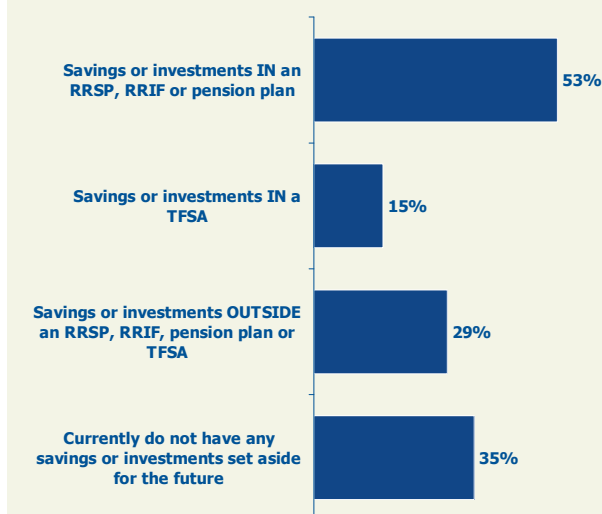 Savings or investments IN an
RRSP, RRIF or pension plan
53%
Savings or investments IN a
TFSA
15%
Savings or investments OUTSIDE
an RRSP, RRIF, pension plan or
TFSA
29%
Currently do not have any
savings or investments set aside
for the future
35%